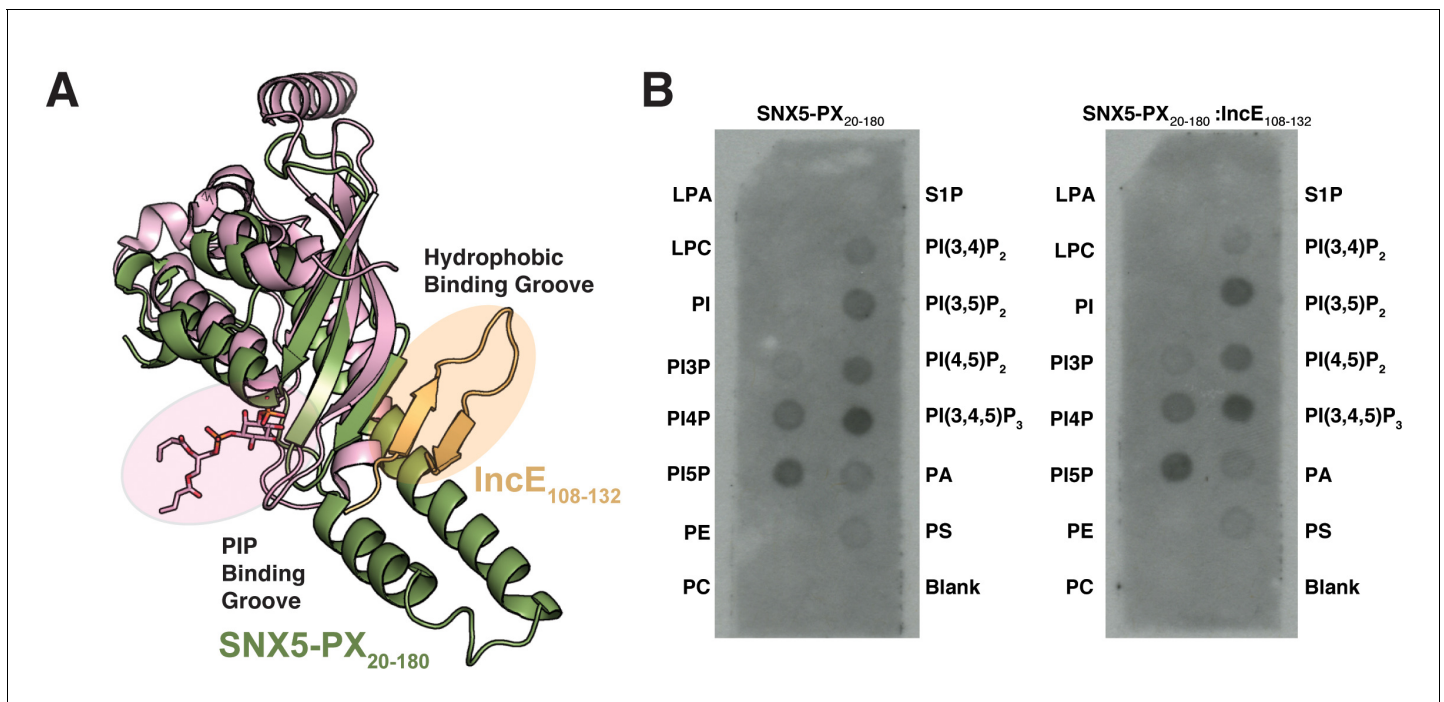 A
Hydrophobic
Binding Groove
IncE108-132
PIP
Binding
Groove
SNX5-PX20-180
B
SNX5-PX20-180
LPA
LPC
PI
PI3P
PI4P
PI5P
PE
PC
S1P
PI(3,4)P2
PI(3,5)P2
PI(4,5)P2
PI(3,4,5)P3
PA
PS
Blank
SNX5-PX20-180 :IncE108-132
LPA
LPC
PI
PI3P
PI4P
PI5P
PE
PC
S1P
PI(3,4)P2
PI(3,5)P2
PI(4,5)P2
PI(3,4,5)P3
PA
PS
Blank